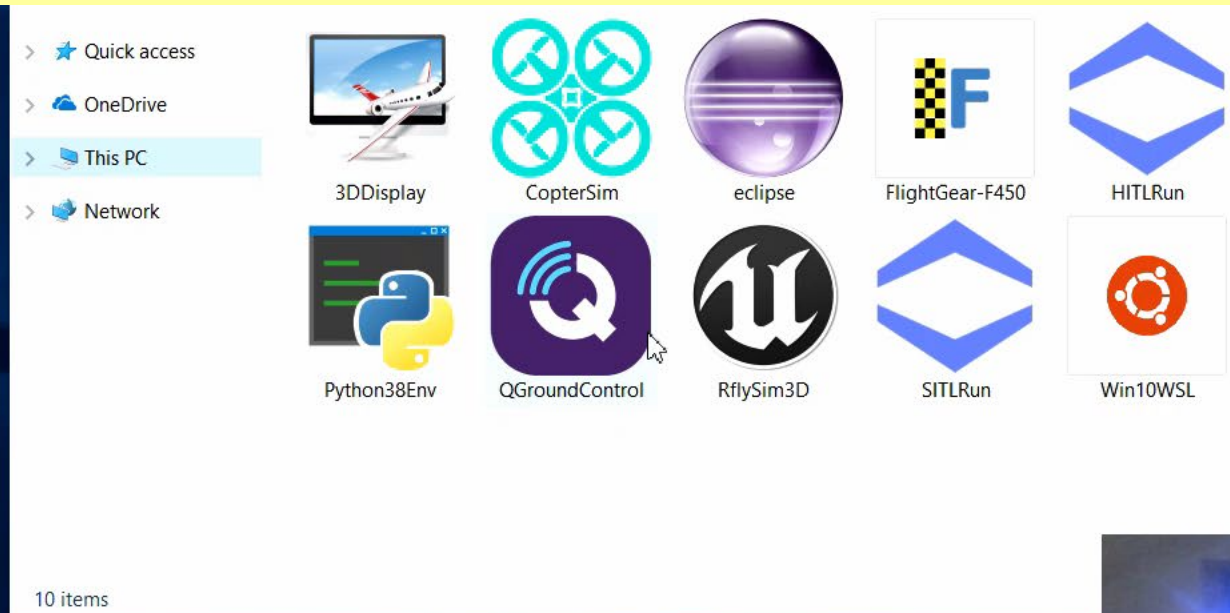 Quick access
OneDrive
This PC
Network
3DDisplay
CopterSim
eclipse
FlightGear-F450
HITLRun
Python38Env
QGroundControl
RflySim3D
SITLRun
Win10WSL
10 items